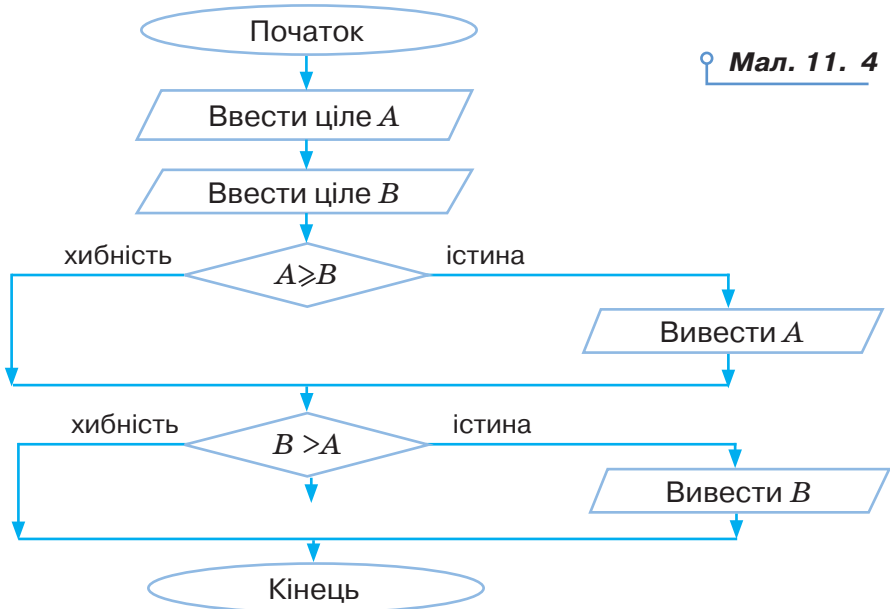 Початок
Мал. 11. 4
Ввести ціле A
Ввести ціле B
хибність
A⩾B
істина
Вивести A
хибність
B >A
істина
Вивести B
Кінець